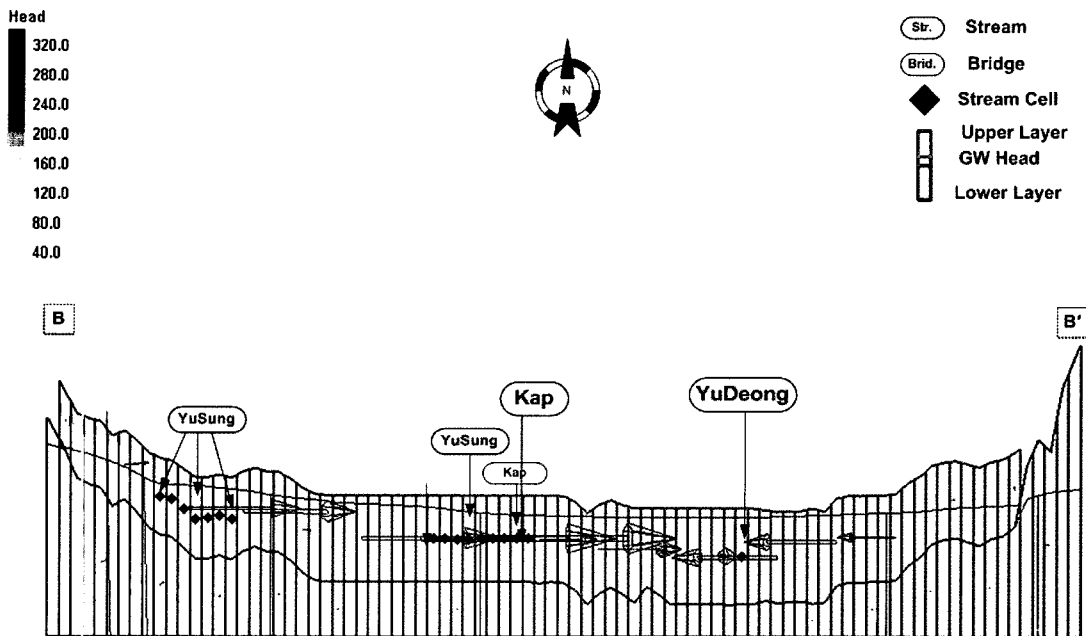 Head
320.0
280.0
240.0
200.0
160.0
120.0
80.0
40.0
N
Str. Stream
Brid. Bridge
Stream Cell
Upper Layer
GW Head
Lower Layer
B
B'
YuSung
Kap
YuDeong
YuSung
Kap